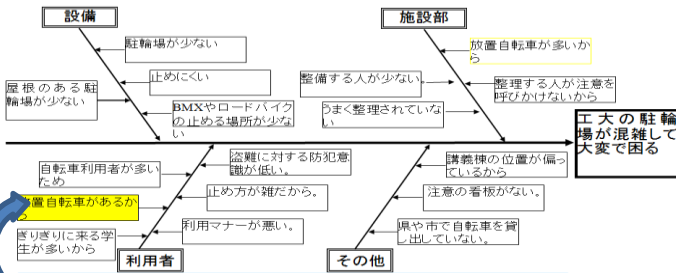 設備
施設部
駐輪場が少ない
放置自転車が多いか
ら
止めにくい
整備する人が少ない
整理する人が注意を
呼びかけないから
屋根のある駐
輪場が少ない
BMXやロードバイク
の止める場所が少な
い
うまく整理されていな
い
工大の駐輪
場が混雑して
大変で困る
自転車利用者が多い
ため
盗難に対する防犯意
識が低い。
講義棟の位置が偏っ
ているから
止め方が雑だから。
注意の看板がない。
置自転車があるか
ら
利用マナーが悪い。
県や市で自転車を貸
し出していない。
ぎりぎりに来る学
生が多いから
利用者
その他